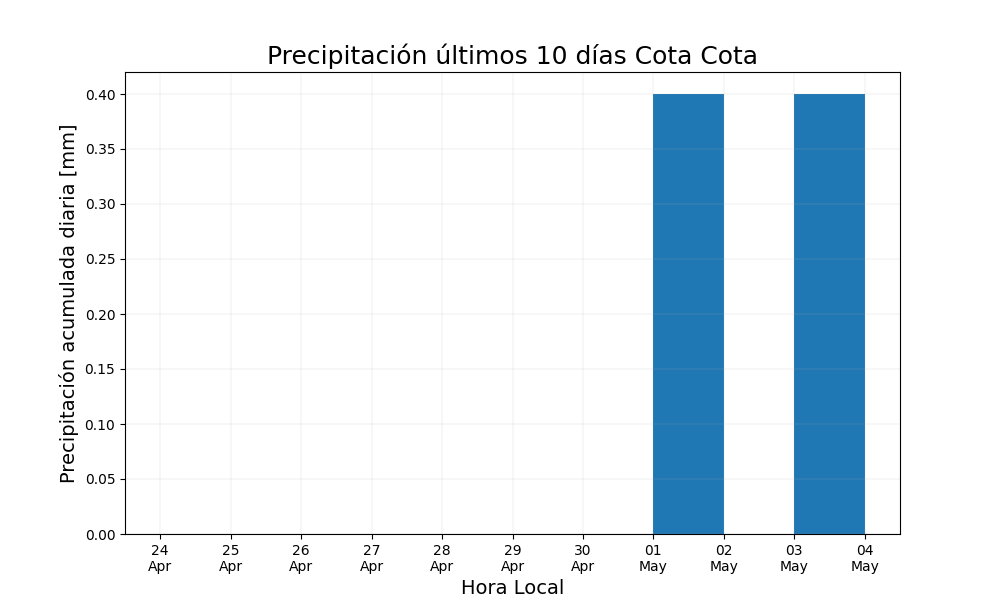 Precipitación últimos 10 días Cota Cota
Precipitación acumulada diaria [mm]
0.40
0.35
0.30
0.25
0.20
0.15
0.10
0.05
0.00
24 25 26 27 28 29 30 01 02 03 04
Apr Apr Apr Apr Apr Apr Apr May May May May
Hora Local